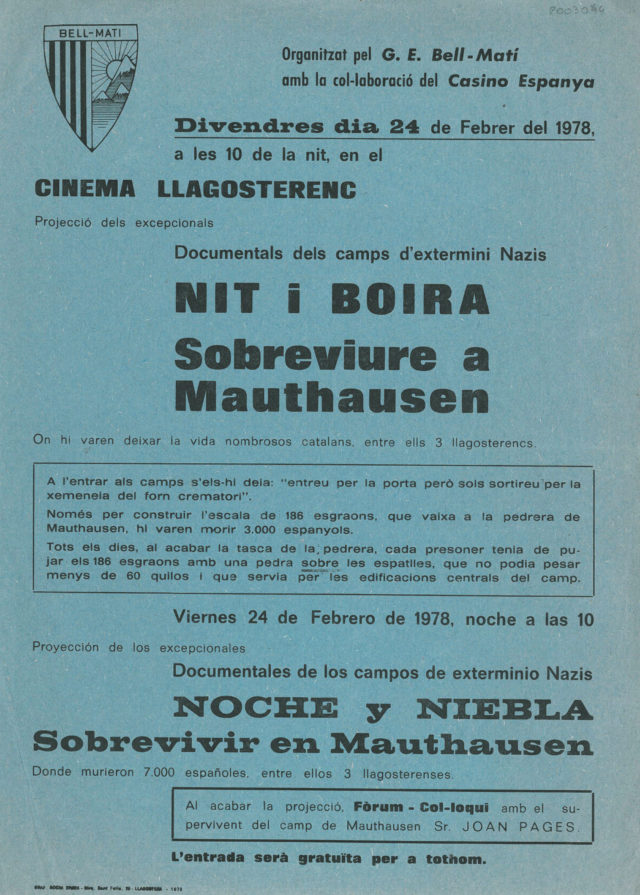 P003044
BELL-MATI
Organitzat pel G. E. Bell-Matí
amb la col-laboració del Casino Espanya
Divendres dia 24 de Febrer del 1978,
a les 10 de la nit, en el
CINEMA LLAGOSTERENC
Projecció dels excepcionals
Documentals dels camps d'extermini Nazis
NIT i BOIRA
Sobreviure a
Mauthausen
On hi varen deixar la vida nombrosos catalans, entre ells 3 llagosterencs.
A l'entrar als camps s'els-hi deia: "entreu per la porta però sols sortireu per la
xemeneia del forn crematori".
Només per construir l'escala de 186 esgraons, que vaixa a la pedrera de
Mauthausen, hi varen morir 3.000 espanyols.
Tots els dies, al acabar la tasca de la pedrera, cada presoner tenia de pu-
jar els 186 esgraons amb una pedra sobre les espatlles, que no podia pesar
menys de 60 quilos i que servia per les edificacions centrals del camp.
Viernes 24 de Febrero de 1978, noche a las 10
Proyección de los excepcionales
Documentales de los campos de exterminio Nazis
NOCHE y NIEBLA
Sobrevivir en Mauthausen
Donde murieron 7.000 españoles, entre ellos 3 llagosterenses.
Al acabar la projecció, Fòrum - Col-loqui amb el su-
pervivent del camp de Mauthausen Sr. JOAN PAGES.
L'entrada serà gratuïta per a tothom.
LLAGOSTERA - 1978